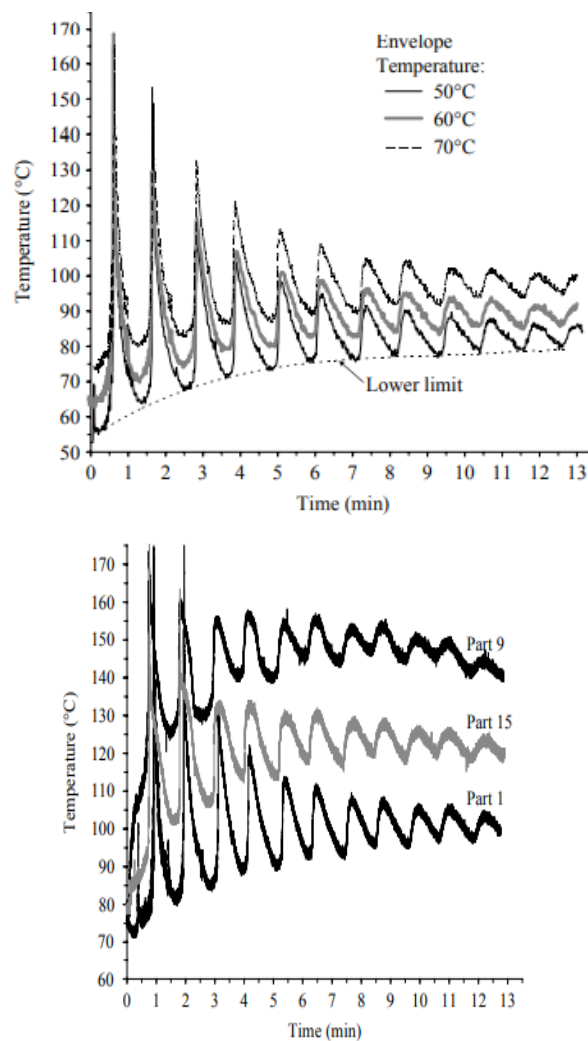 170
160
150
140
130
120
110
100
90
80
70
60
50
Temperature (°C)
Envelope
Temperature:
50°C
60°C
70°C
Lower limit
0 1 2 3 4 5 6 7 8 9 10 11 12 13
Time (min)
170
160
150
140
130
120
110
100
90
80
70
60
Temperature (°C)
Part 9
Part 15
Part 1
0 1 2 3 4 5 6 7 8 9 10 11 12 13
Time (min)